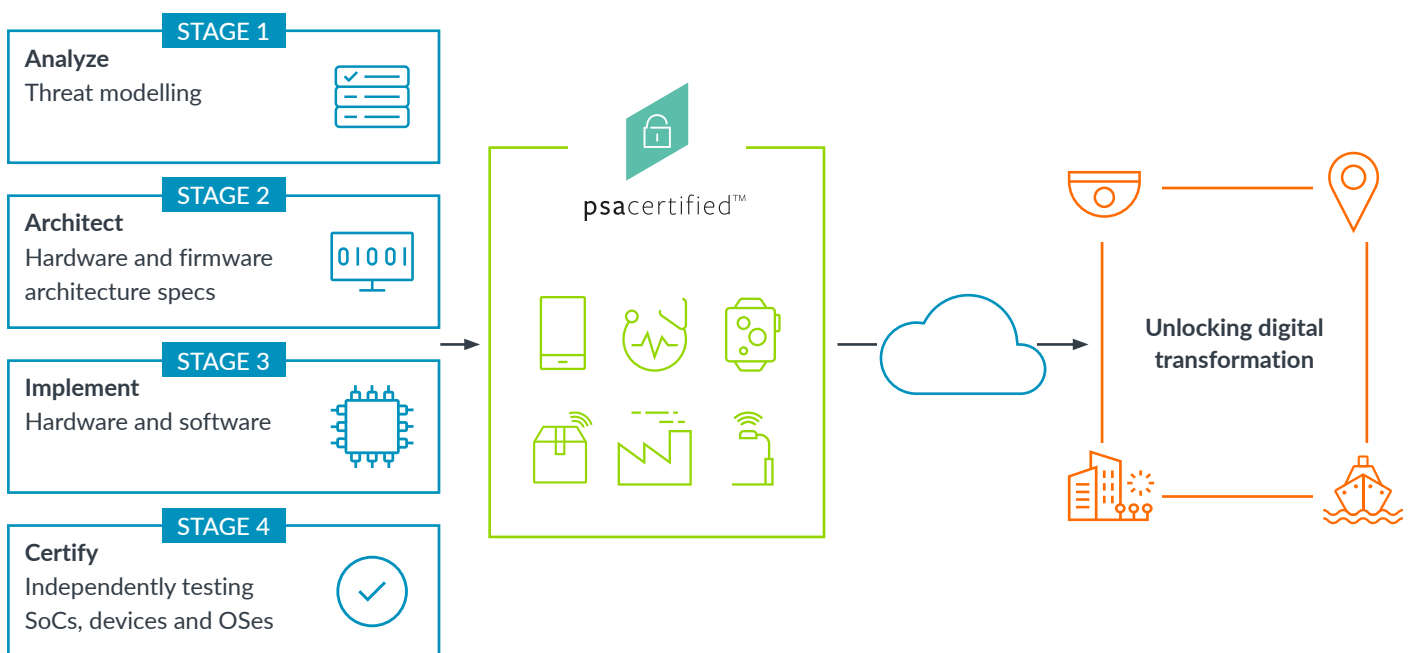 STAGE 1
Analyze
Threat modelling
STAGE 2
Architect
Hardware and firmware
architecture specs
01001
STAGE 3
Implement
Hardware and software
STAGE 4
Certify
Independently testing
SoCs, devices and OSes
psacertified™
Unlocking digital
transformation